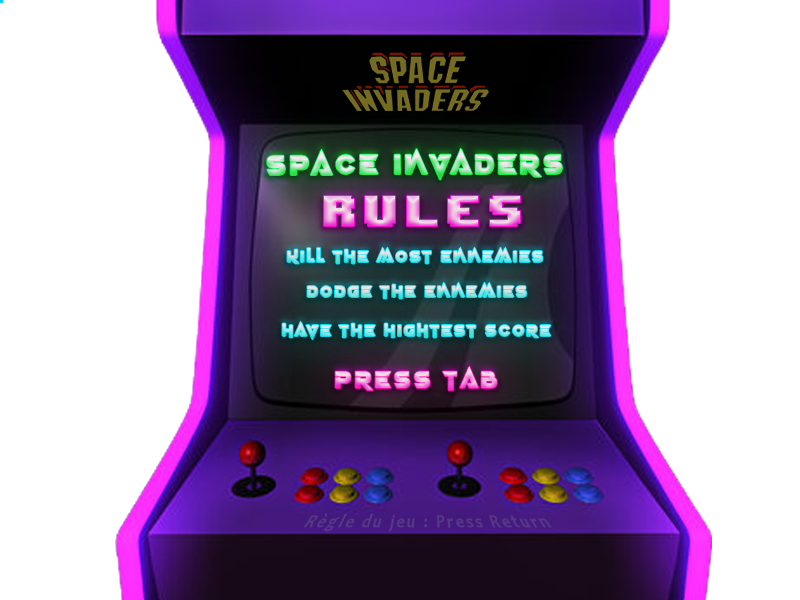 SPACE
INVADERS
SPACE INVADERS
RULES
KILL THE MOST ENNEMIES
DODGE THE ENNEMIES
HAVE THE HIGHTEST SCORE
PRESS TAB
Règle du jeu : Press Return